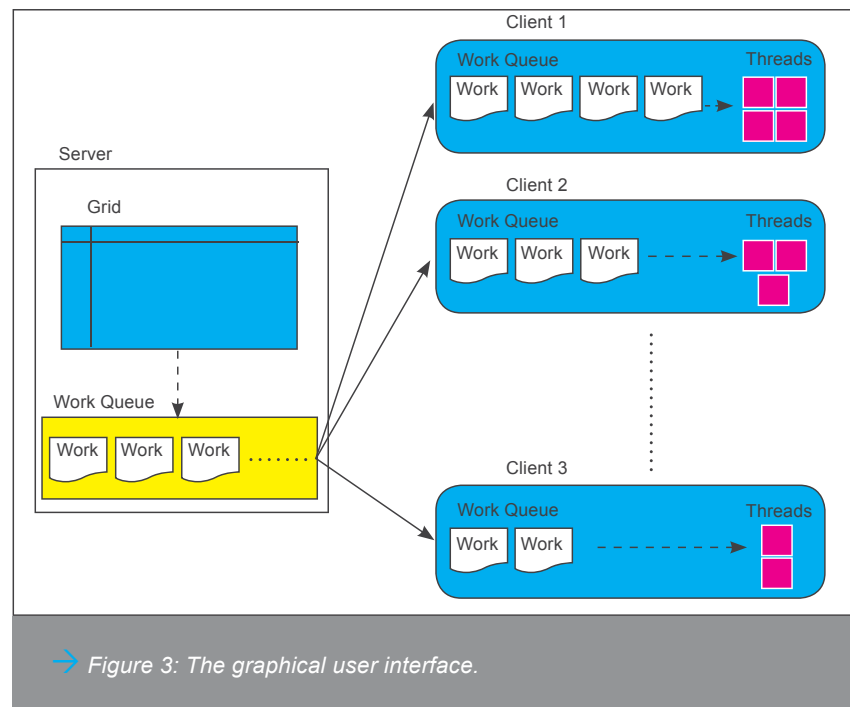 Client 1
Work Queue Threads
Work Work Work Work
Server
Grid
Work Queue
Work Work Work
Client 2
Work Queue Threads
Work Work Work
Client 3
Work Queue Threads
Work Work
→ Figure 3: The graphical user interface.